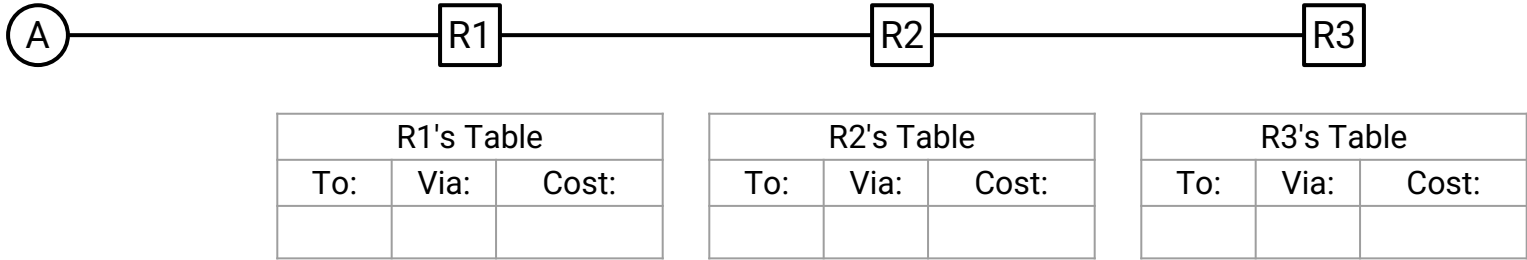 A R1 R2 R3
R1's Table R2's Table R3's Table
To: Via: Cost: To: Via: Cost: To: Via: Cost: